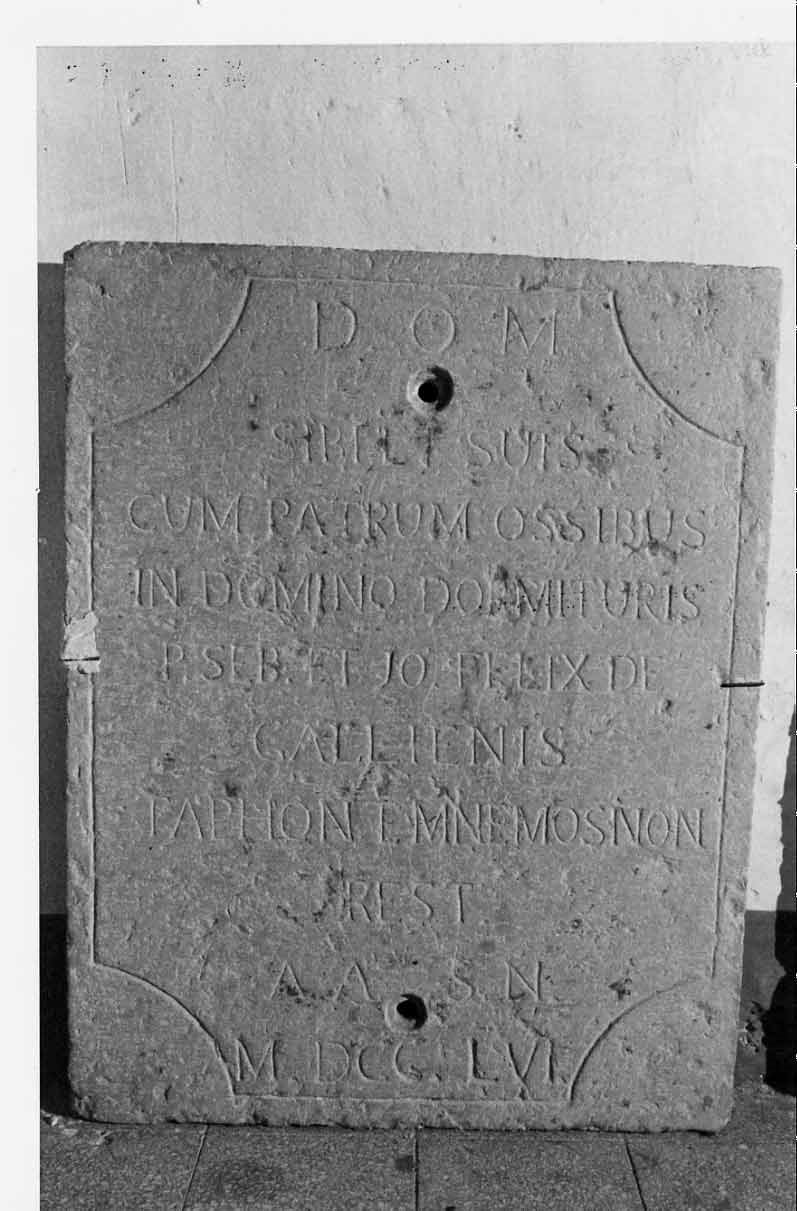 D O M
SIBI ET SUIS
CUM PATRUM OSSIBUS
IN DOMINO DORMITURIS
P. SEB. ET JO. FELIX DE
GALLIENIS
TAPHON EMNEMOSNON
REST.
A A S N
M. DCC. LVI.